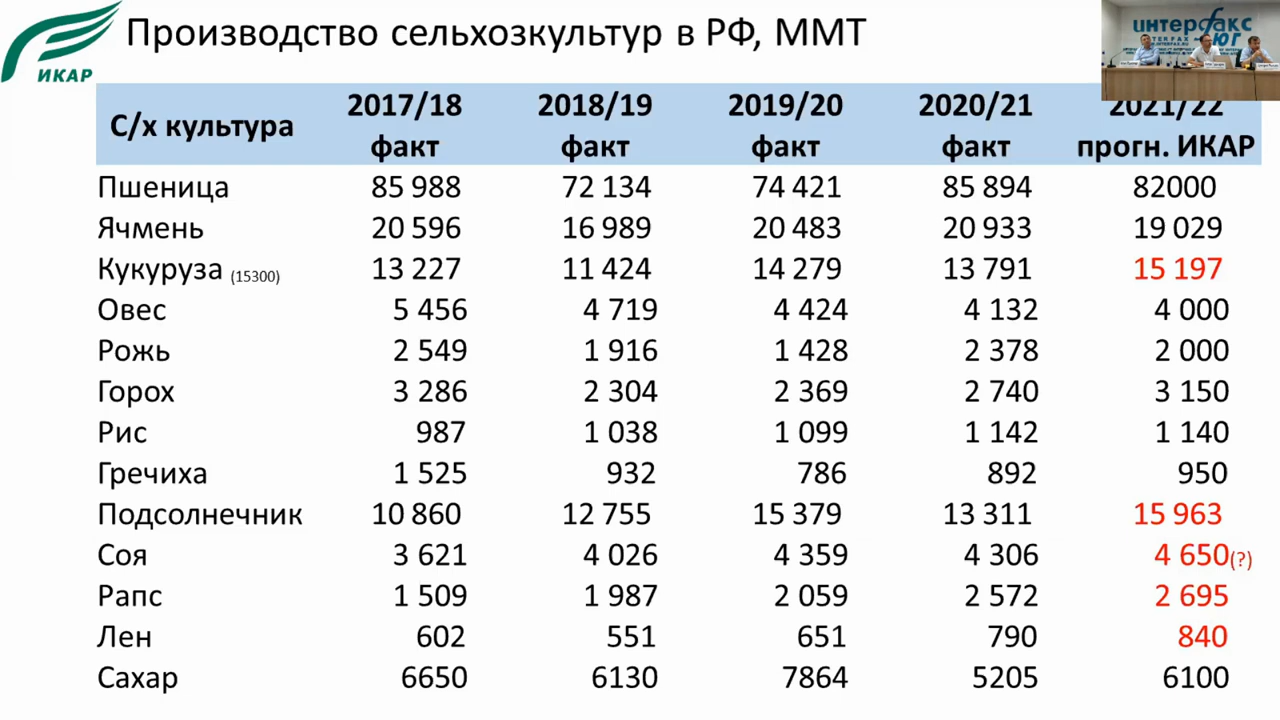 Производство сельхозкультур в РФ, ММТ
ИКАР
интерфакс
ЮГ
С/х культура 2017/18 факт 2018/19 факт 2019/20 факт 2020/21 факт 2021/22 прогн. ИКАР
Пшеница 85 988 72 134 74 421 85 894 82000
Ячмень 20 596 16 989 20 483 20 933 19 029
Кукуруза (15300) 13 227 11 424 14 279 13 791 15 197
Овес 5 456 4 719 4 424 4 132 4 000
Рожь 2 549 1 916 1 428 2 378 2 000
Горох 3 286 2 304 2 369 2 740 3 150
Рис 987 1 038 1 099 1 142 1 140
Гречиха 1 525 932 786 892 950
Подсолнечник 10 860 12 755 15 379 13 311 15 963
Соя 3 621 4 026 4 359 4 306 4 650(?)
Рапс 1 509 1 987 2 059 2 572 2 695
Лен 602 551 651 790 840
Сахар 6650 6130 7864 5205 6100